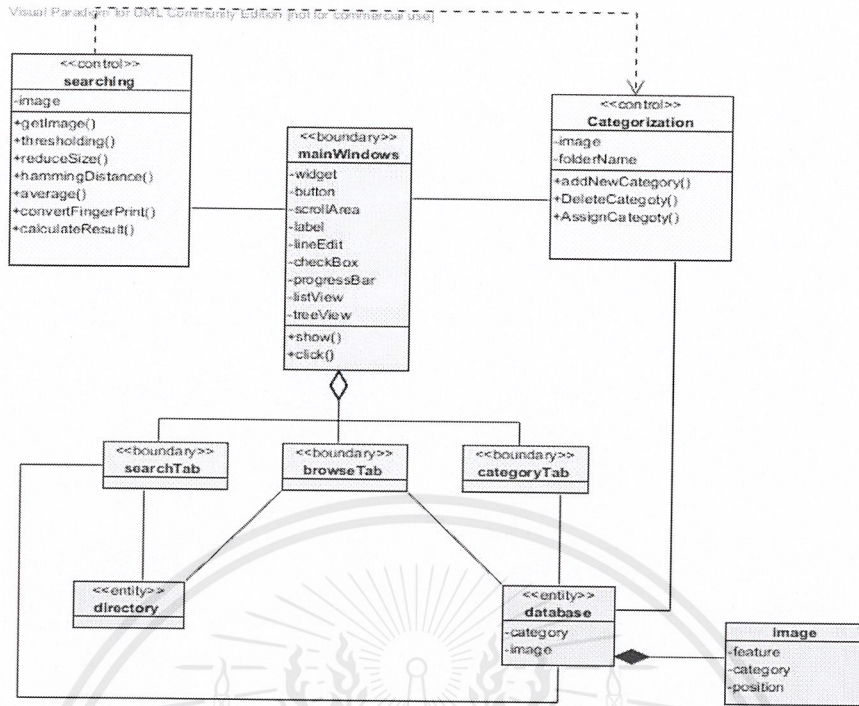 Visual Paradigm for UML Community Edition [not for commercial use]
<<control>>
searching
-image
+getImage()
+thresholding()
+reduceSize()
+hammingDistance()
+average()
+convertFingerPrint()
+calculateResult()
<<boundary>>
mainWindows
-widget
-button
-scrollArea
-label
-lineEdit
-checkBox
-progressBar
-listView
-treeView
+show()
+click()
<<control>>
Categorization
-image
-folderName
+addNewCategory()
+DeleteCategoty()
+AssignCategoty()
<<boundary>>
searchTab
<<boundary>>
browseTab
<<boundary>>
categoryTab
<<entity>>
directory
<<entity>>
database
-category
-image
image
-feature
-category
-position